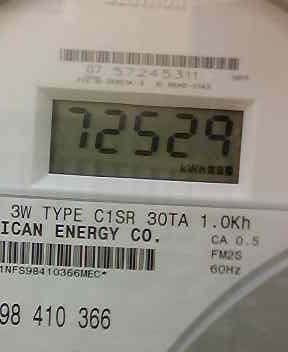 07 57245311
72529
kWh
3W TYPE C1SR 30TA 1.0Kh
ICAN ENERGY CO.
CA 0.5
FM2S
60Hz
1NFS98410366MEC*
98 410 366